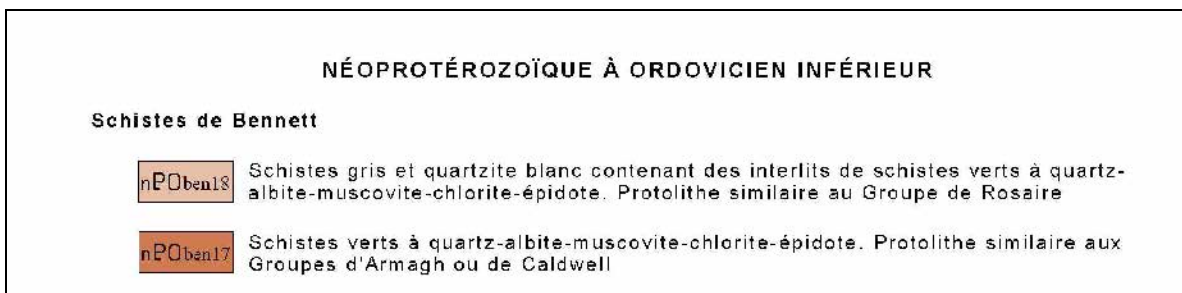 NÉOPROTÉROZOÏQUE À ORDOVICIEN INFÉRIEUR
Schistes de Bennett
nPOben18 Schistes gris et quartzite blanc contenant des interlits de schistes verts à quartz-
albite-muscovite-chlorite-épidote. Protolithe similaire au Groupe de Rosaire
nPOben17 Schistes verts à quartz-albite-muscovite-chlorite-épidote. Protolithe similaire aux
Groupes d'Armagh ou de Caldwell